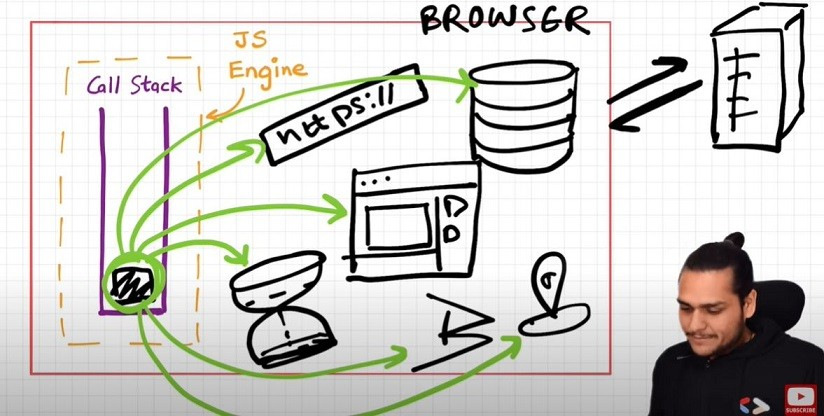 BROWSER
JS
Engine
Call Stack
https://
SUBSCRIBE